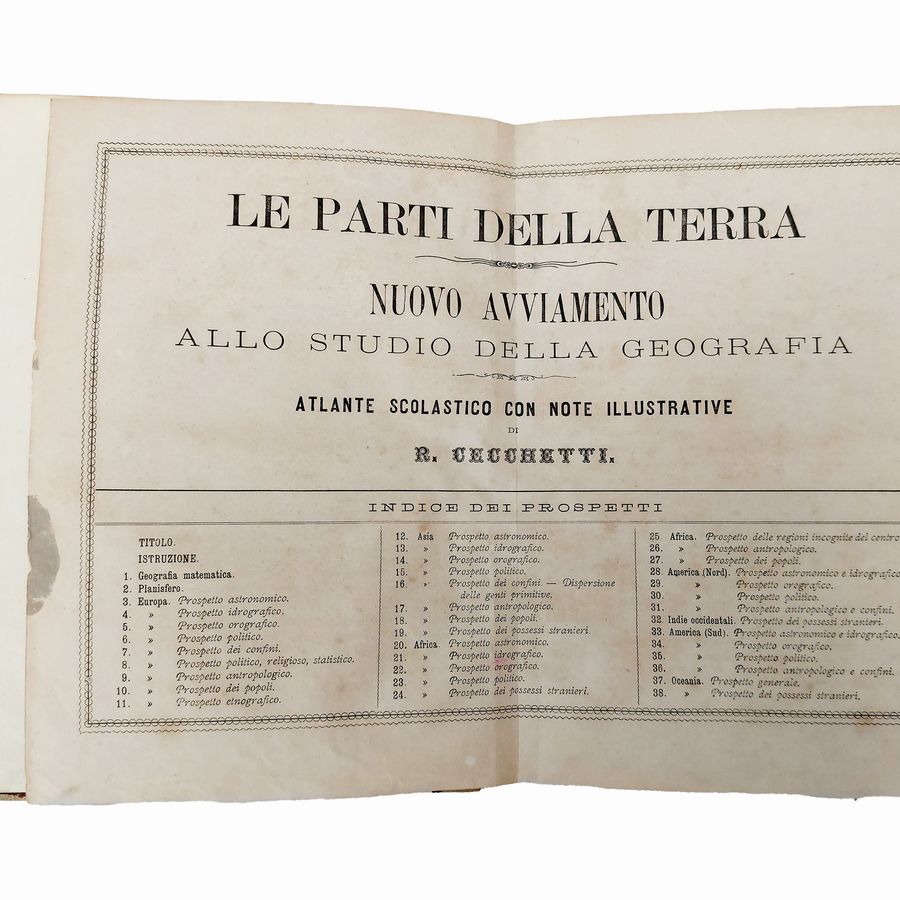 LE PARTI DELLA TERRA
NUOVO AVVIAMENTO
ALLO STUDIO DELLA GEOGRAFIA
ATLANTE SCOLASTICO CON NOTE ILLUSTRATIVE
DI
R. CECCHETTI.
INDICE DEI PROSPETTI
TITOLO.
ISTRUZIONE.
1. Geografia matematica.
2. Planisfero.
3. Europa. Prospetto astronomico.
4. » Prospetto idrografico.
5. » Prospetto orografico.
6. » Prospetto politico.
7. » Prospetto dei confini.
8. » Prospetto politico, religioso, statistico.
9. » Prospetto antropologico.
10. » Prospetto dei popoli.
11. » Prospetto etnografico.
12. Asia Prospetto astronomico.
13. » Prospetto idrografico.
14. » Prospetto orografico.
15. » Prospetto politico.
16. » Prospetto dei confini. — Dispersione
delle genti primitive.
17. » Prospetto antropologico.
18. » Prospetto dei popoli.
19. » Prospetto dei possessi stranieri.
20. Africa. Prospetto astronomico.
21. » Prospetto idrografico.
22. » Prospetto orografico.
23. » Prospetto politico.
24. » Prospetto dei possessi stranieri.
25 Africa. Prospetto delle regioni incognite del centro
26. » Prospetto antropologico.
27. » Prospetto dei popoli.
28 America (Nord). Prospetto astronomico e idrografico
29. » Prospetto orografico.
30. » Prospetto politico.
31. » Prospetto antropologico e confini.
32 Indie occidentali. Prospetto dei possessi stranieri.
33. America (Sud). Prospetto astronomico e idrografico.
34. » Prospetto orografico.
35. » Prospetto politico.
36. » Prospetto antropologico e confini.
37. Oceania. Prospetto generale.
38. » Prospetto dei possessi stranieri.